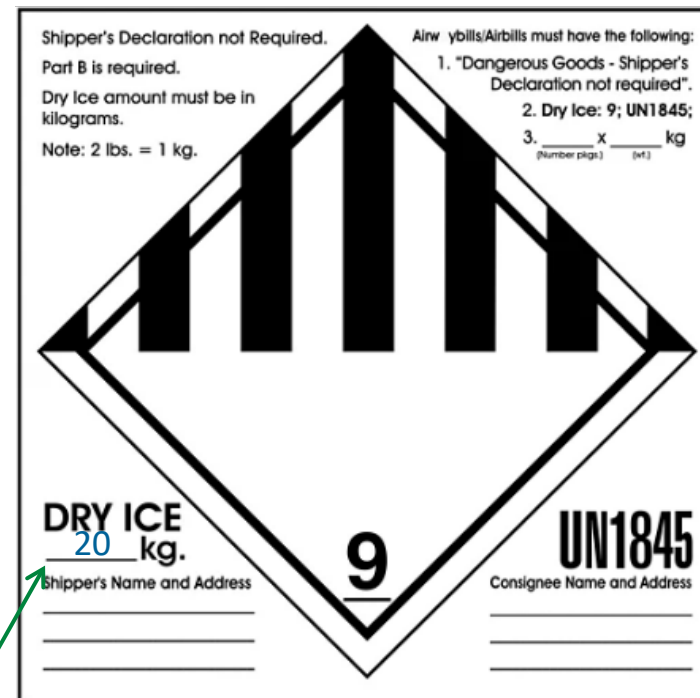 Shipper's Declaration not Required.
Part B is required.
Dry Ice amount must be in
kilograms.
Note: 2 lbs. = 1 kg.
Airw ybills/Airbills must have the following:
1. "Dangerous Goods - Shipper's
Declaration not required".
2. Dry Ice: 9; UN1845;
3. ______ x ______ kg
(Number pkgs.) (wt.)
DRY ICE
20 kg.
Shipper's Name and Address
9
UN1845
Consignee Name and Address